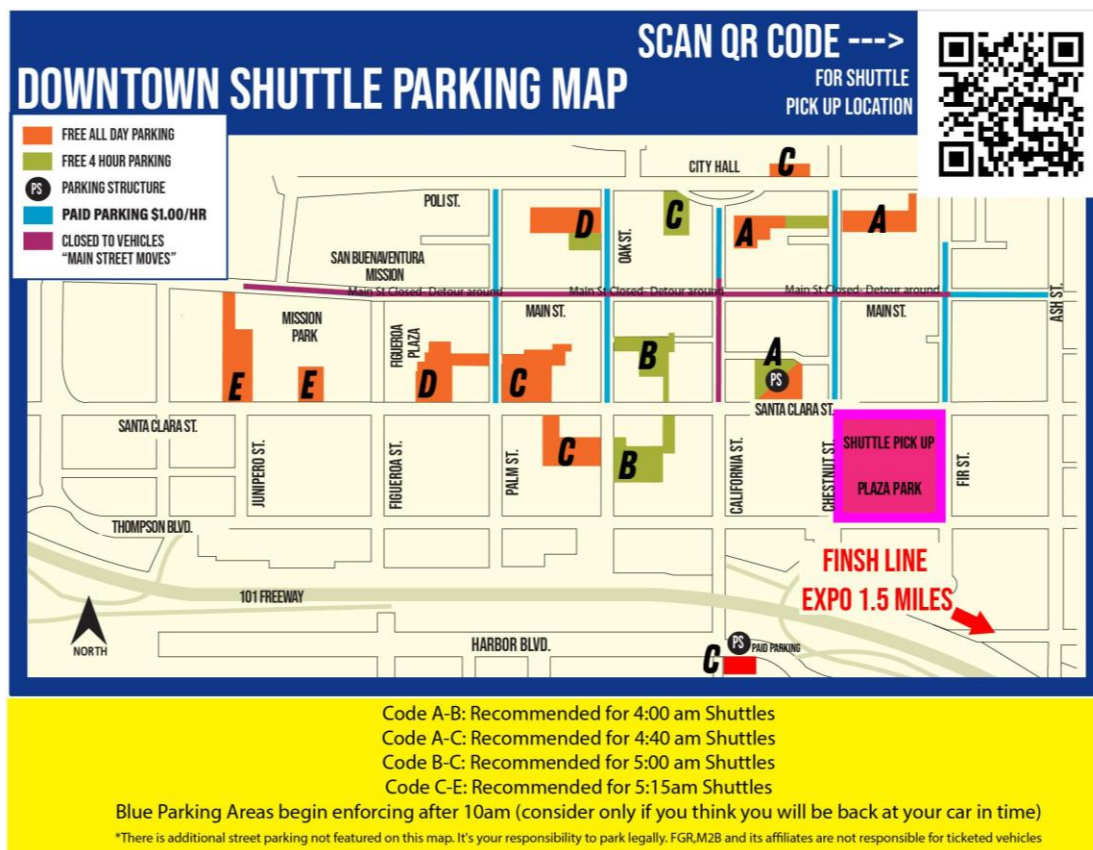 SCAN QR CODE --->
FOR SHUTTLE
PICK UP LOCATION
DOWNTOWN SHUTTLE PARKING MAP
FREE ALL DAY PARKING
FREE 4 HOUR PARKING
PS PARKING STRUCTURE
PAID PARKING $1.00/HR
CLOSED TO VEHICLES
"MAIN STREET MOVES"
CITY HALL
C
POLI ST.
D
OAK ST.
C
A
A
SAN BUENAVENTURA
MISSION
Main St Closed- Detour around
Main St Closed- Detour around
Main St Closed- Detour around
MISSION
PARK
FIGUEROA
PLAZA
MAIN ST.
MAIN ST.
ASH ST.
E
E
D
C
B
A
PS
SANTA CLARA ST.
SANTA CLARA ST.
JUNIPERO ST.
FIGUEROA ST.
PALM ST.
C
B
CALIFORNIA ST.
CHESTNUT ST.
SHUTTLE PICK UP
PLAZA PARK
FIR ST.
THOMPSON BLVD.
FINSH LINE
EXPO 1.5 MILES
101 FREEWAY
NORTH
HARBOR BLVD.
C
PS
PAID PARKING
Code A-B: Recommended for 4:00 am Shuttles
Code A-C: Recommended for 4:40 am Shuttles
Code B-C: Recommended for 5:00 am Shuttles
Code C-E: Recommended for 5:15am Shuttles
Blue Parking Areas begin enforcing after 10am (consider only if you think you will be back at your car in time)
*There is additional street parking not featured on this map. It's your responsibility to park legally. FGR,M2B and its affiliates are not responsible for ticketed vehicles